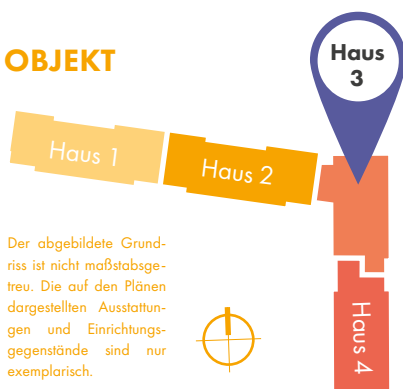 OBJEKT
Haus
3
Haus 1
Haus 2
Der abgebildete Grund-
riss ist nicht maßstabsge-
treu. Die auf den Plänen
dargestellten Ausstattun-
gen und Einrichtungs-
gegenstände sind nur
exemplarisch.
Haus 4